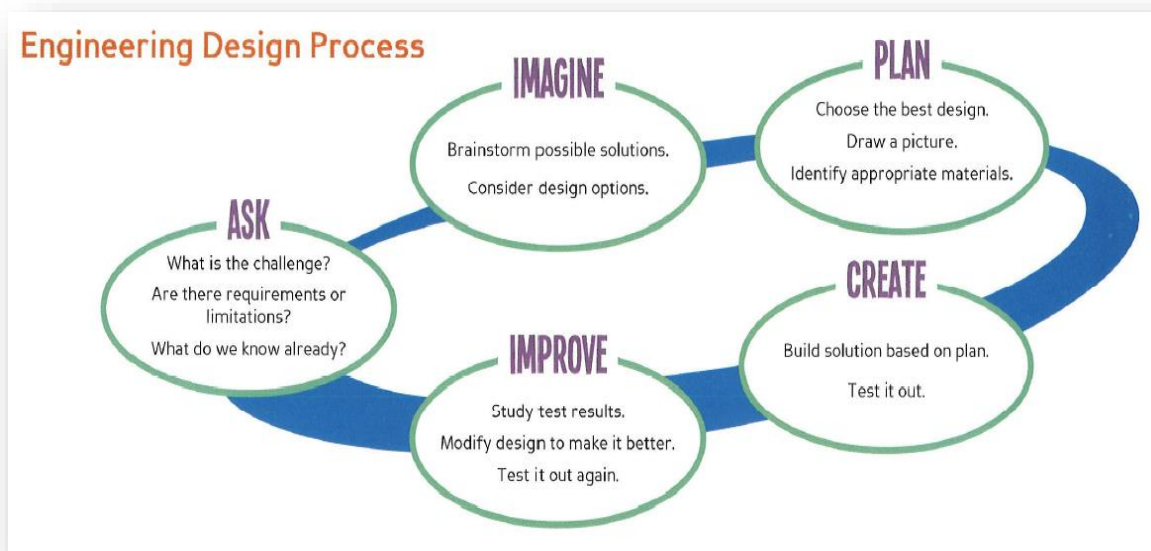 Engineering Design Process
ASK
What is the challenge?
Are there requirements or
limitations?
What do we know already?
IMAGINE
Brainstorm possible solutions.
Consider design options.
PLAN
Choose the best design.
Draw a picture.
Identify appropriate materials.
CREATE
Build solution based on plan.
Test it out.
IMPROVE
Study test results.
Modify design to make it better.
Test it out again.